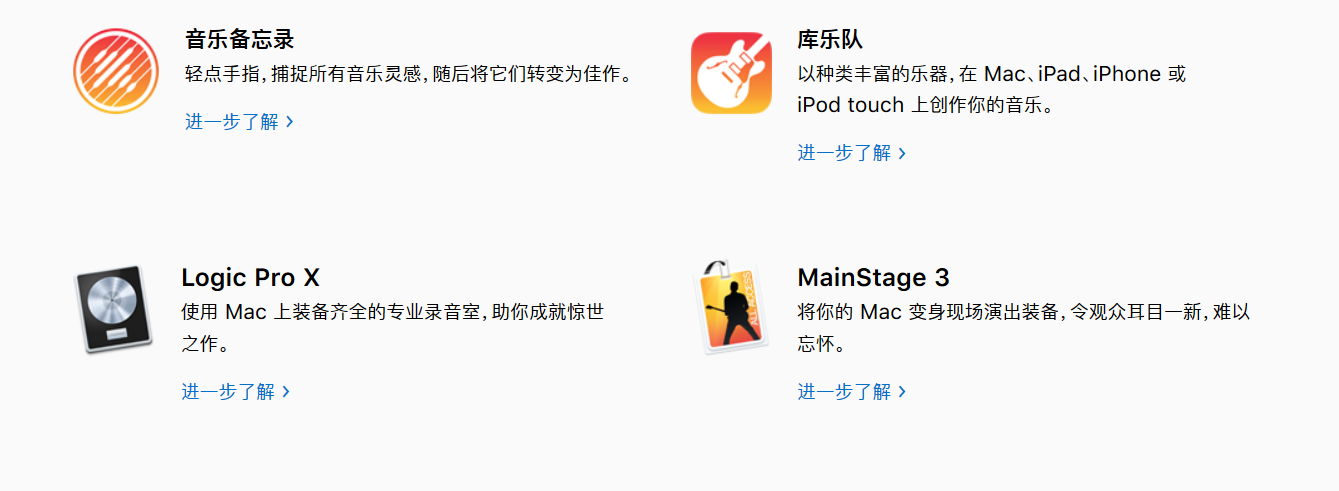 音乐备忘录
轻点手指，捕捉所有音乐灵感，随后将它们转变为佳作。
进一步了解 >
库乐队
以种类丰富的乐器，在 Mac、iPad、iPhone 或
iPod touch 上创作你的音乐。
进一步了解 >
Logic Pro X
使用 Mac 上装备齐全的专业录音室，助你成就惊世
之作。
进一步了解 >
ALL ACCESS
MainStage 3
将你的 Mac 变身现场演出装备，令观众耳目一新，难以
忘怀。
进一步了解 >